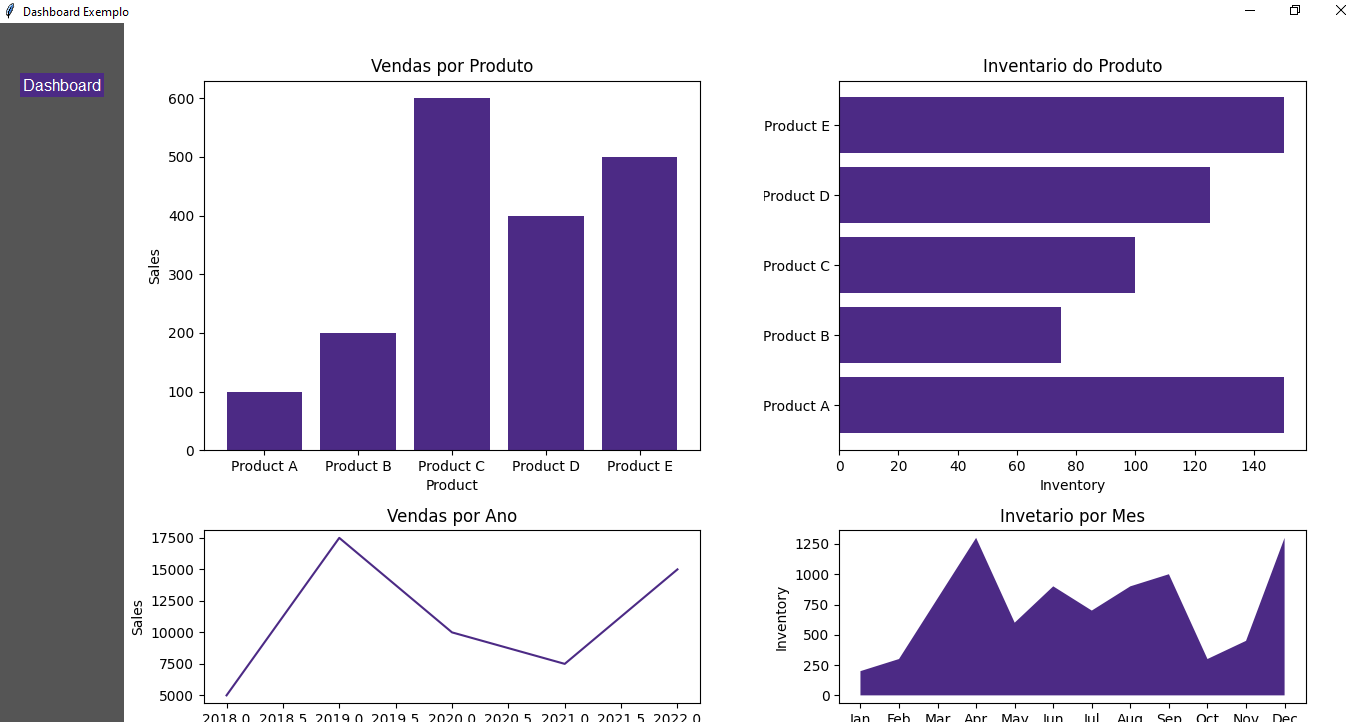 Dashboard Exemplo
Dashboard
Vendas por Produto
600
500
400
300
200
100
0
Sales
Product A Product B Product C Product D Product E
Product
Inventario do Produto
Product E
Product D
Product C
Product B
Product A
0 20 40 60 80 100 120 140
Inventory
Vendas por Ano
17500
15000
12500
10000
7500
5000
Sales
2018.0 2018.5 2019.0 2019.5 2020.0 2020.5 2021.0 2021.5 2022.0
Invetario por Mes
1250
1000
750
500
250
0
Inventory
Jan Feb Mar Apr May Jun Jul Aug Sep Oct Nov Dec